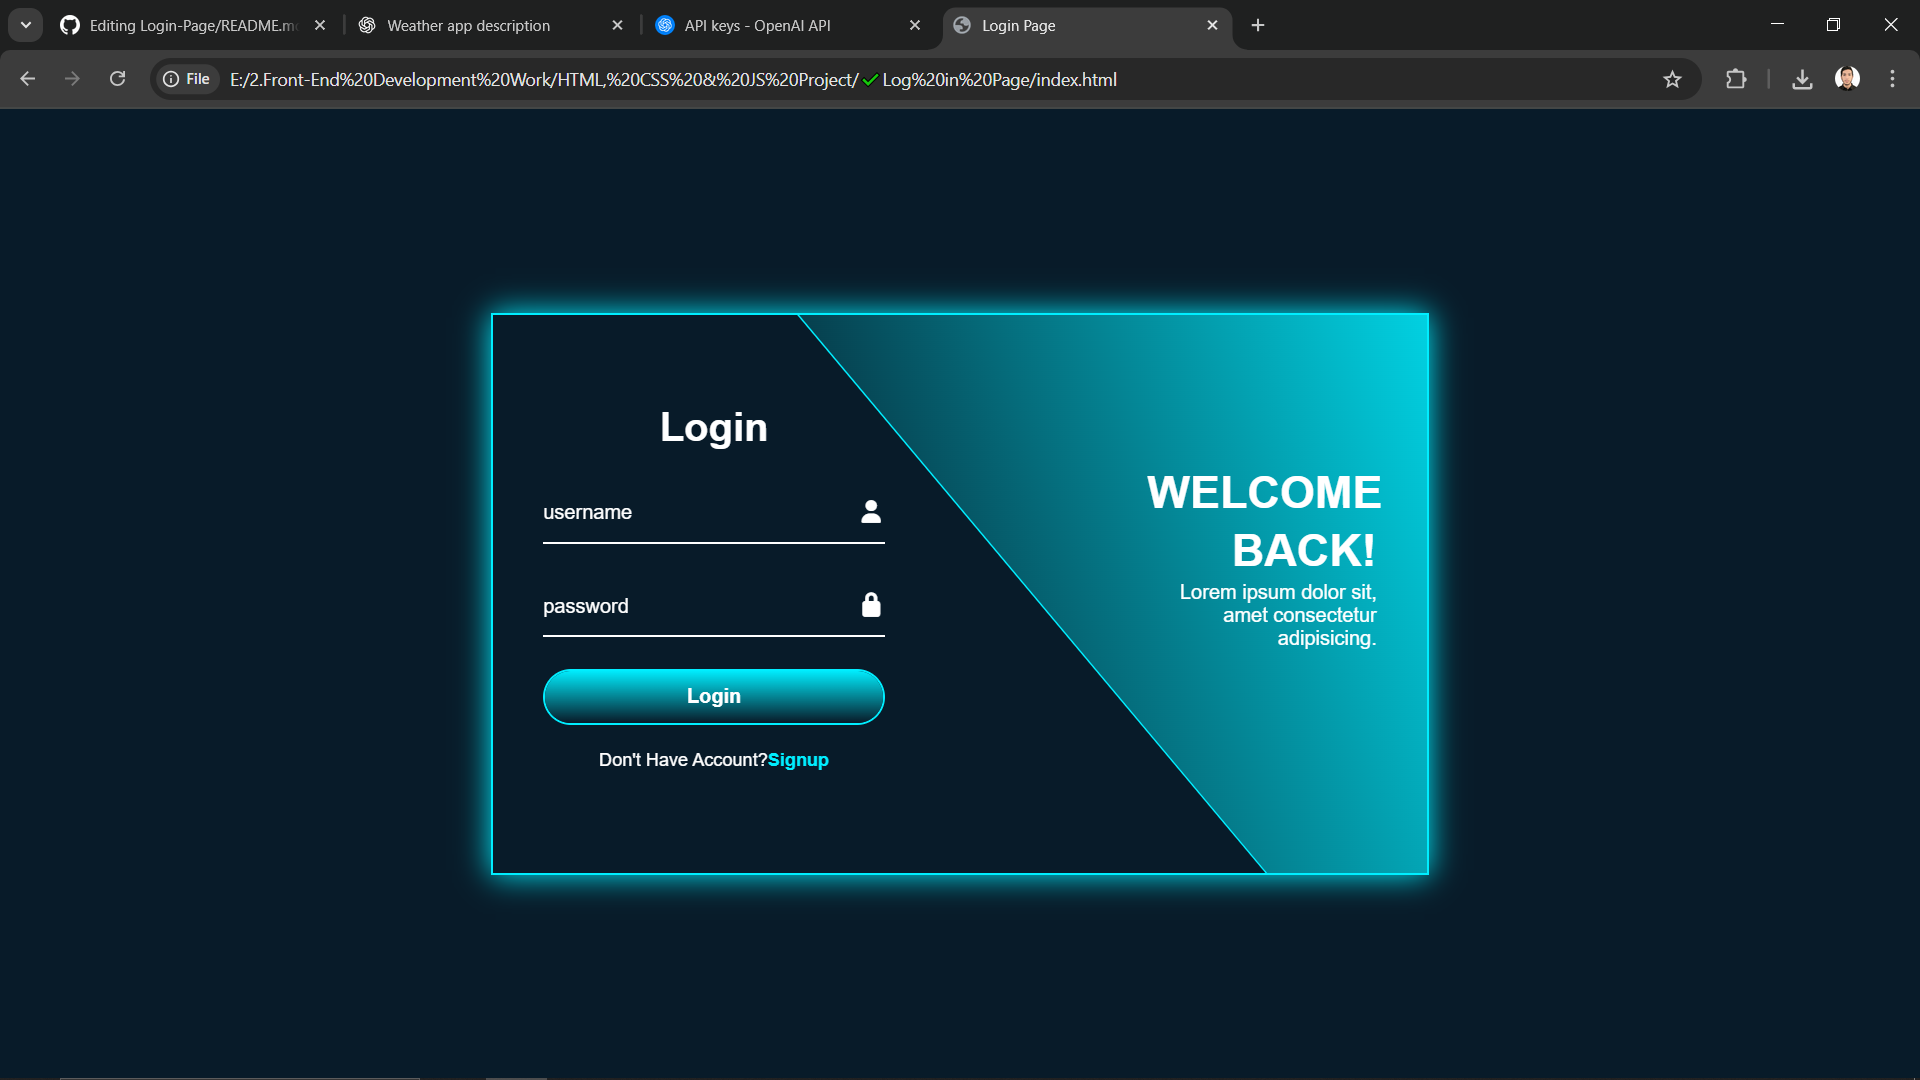 Editing Login-Page/README.m
Weather app description
API keys - OpenAI API
Login Page
File
E:/2.Front-End%20Development%20Work/HTML,%20CSS%20&%20JS%20Project/✔Log%20in%20Page/index.html
Login
username
password
Login
Don't Have Account?Signup
WELCOME
BACK!
Lorem ipsum dolor sit,
amet consectetur
adipisicing.